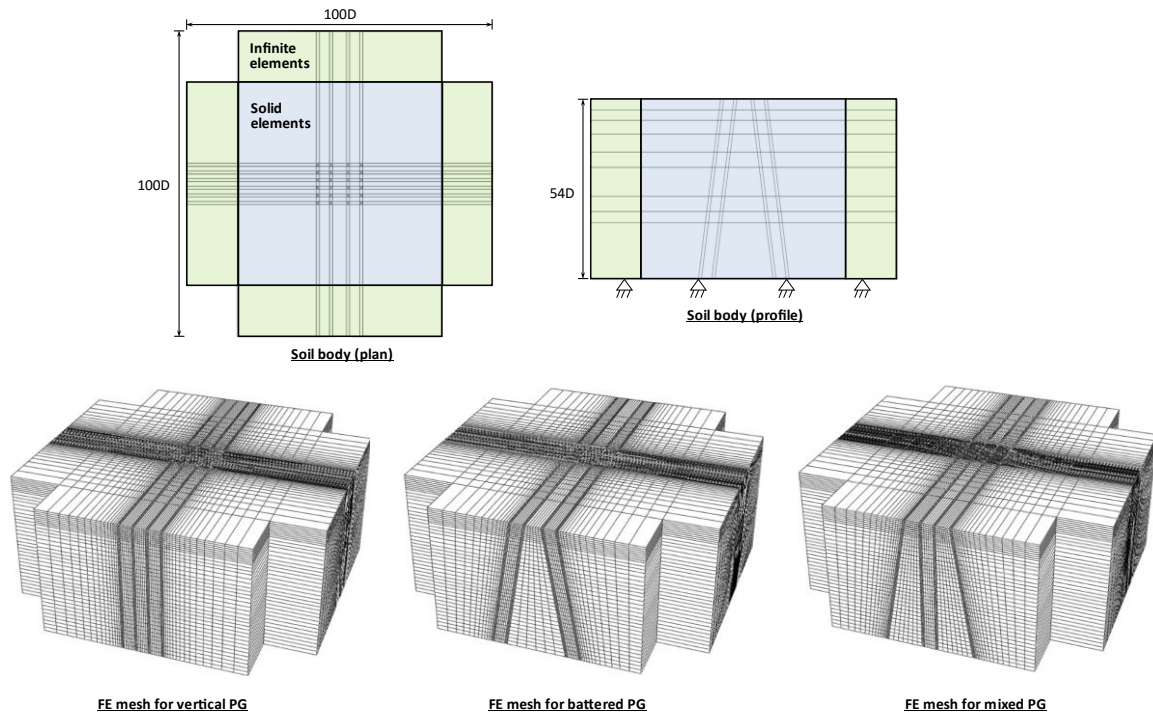 100D
Infinite
elements
Solid
elements
100D
54D
Soil body (plan)
Soil body (profile)
FE mesh for vertical PG
FE mesh for battered PG
FE mesh for mixed PG